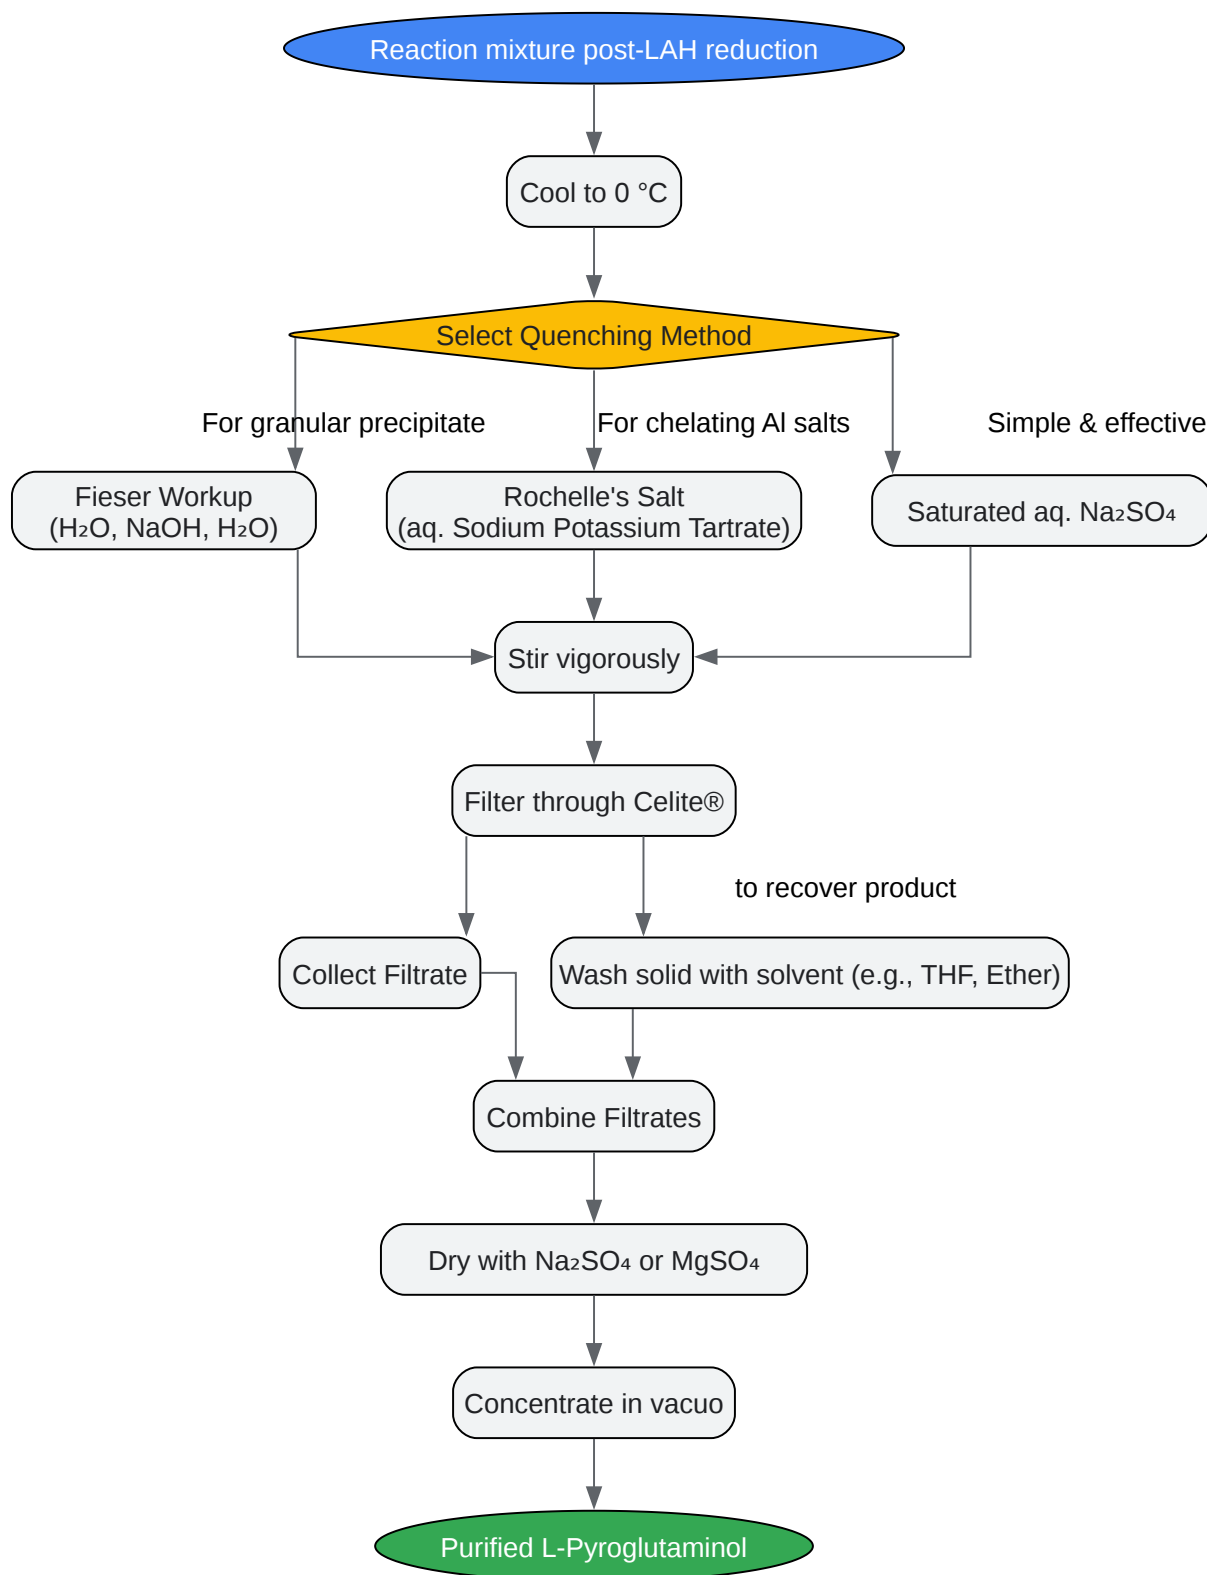 Reaction mixture post-LAH reduction
Cool to 0 °C
Select Quenching Method
For granular precipitate
For chelating Al salts
Simple & effective
Fieser Workup
(H₂O, NaOH, H₂O)
Rochelle's Salt
(aq. Sodium Potassium Tartrate)
Saturated aq. Na₂SO₄
Stir vigorously
Filter through Celite®
to recover product
Collect Filtrate
Wash solid with solvent (e.g., THF, Ether)
Combine Filtrates
Dry with Na₂SO₄ or MgSO₄
Concentrate in vacuo
Purified L-Pyroglutaminol